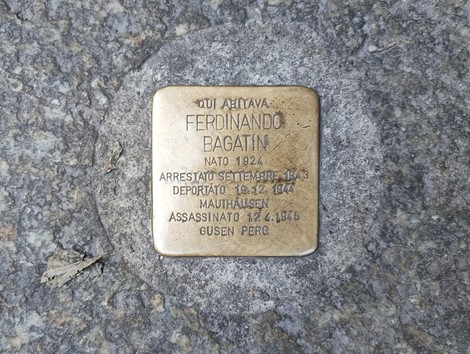 QUI ABITAVA
FERDINANDO
BAGATIN
NATO 1924
ARRESTATO SETTEMBRE 1943
DEPORTATO 19.12.1944
MAUTHAUSEN
ASSASSINATO 12.4.1945
GUSEN PERG